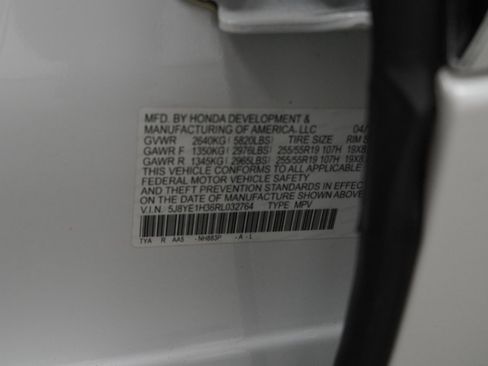 MFD. BY HONDA DEVELOPMENT &
MANUFACTURING OF AMERICA, LLC 04/
GVWR 2640KG( 5820LBS) TIRE SIZE RIM S
GAWR F 1350KG( 2976LBS) 255/55R19 107H 19X8
GAWR R 1345KG( 2965LBS) 255/55R19 107H 19X8
THIS VEHICLE CONFORMS TO ALL APPLICABLE
FEDERAL MOTOR VEHICLE SAFETY
AND THEFT PREVENTION STANDARDS IN EFFECT
ON THE DATE OF MANUFACTURE SHOWN ABOVE.
V.I.N. 5J8YE1H36RL032764 TYPE: MPV
TYA R AA5 -NH883P -A -L